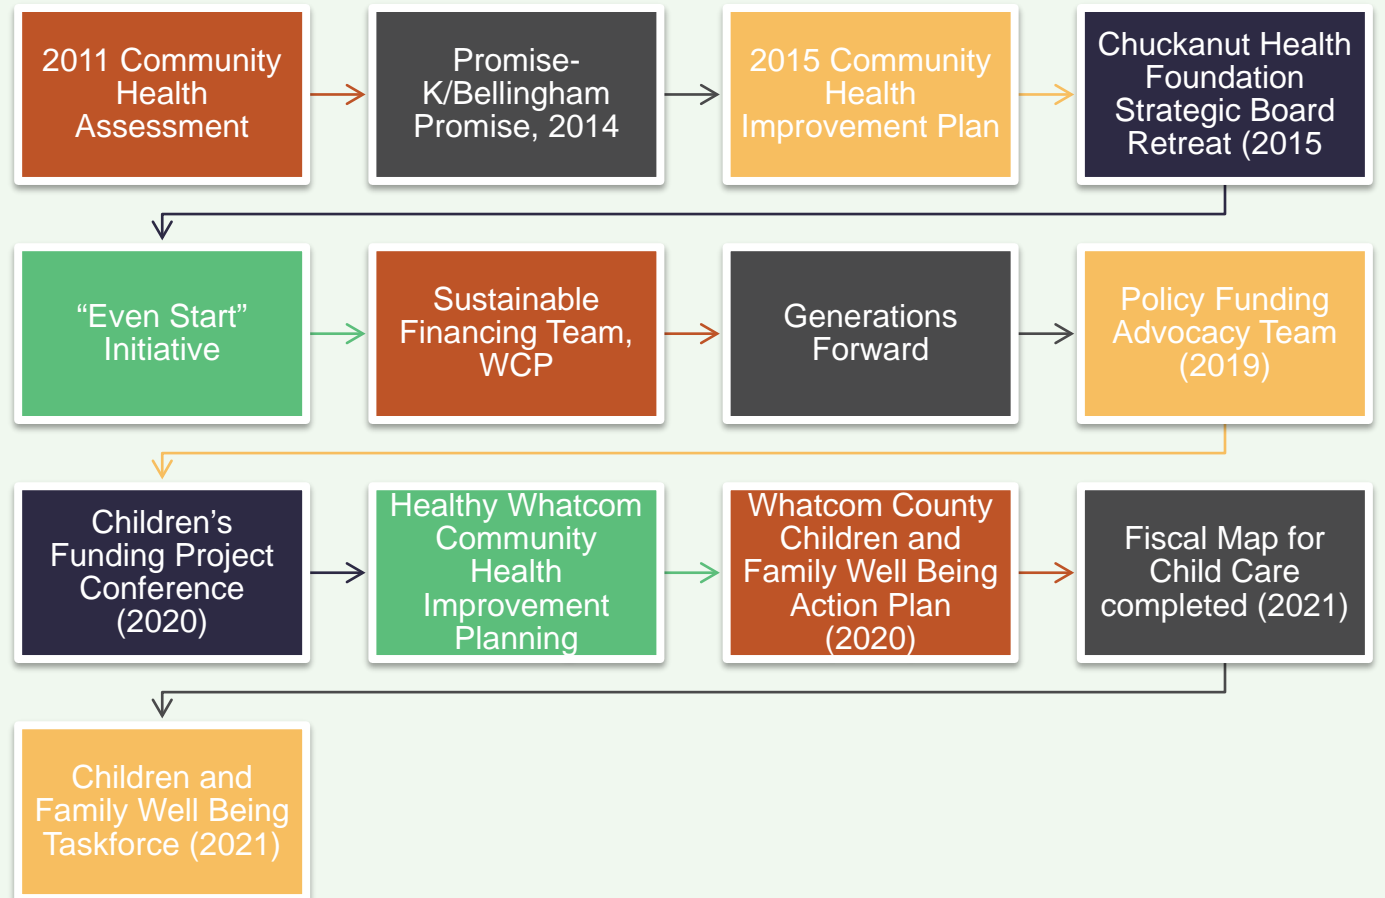 2011 Community
Health
Assessment
Promise-
K/Bellingham
Promise, 2014
2015 Community
Health
Improvement Plan
Chuckanut Health
Foundation
Strategic Board
Retreat (2015
“Even Start”
Initiative
Sustainable
Financing Team,
WCP
Generations
Forward
Policy Funding
Advocacy Team
(2019)
Children’s
Funding Project
Conference
(2020)
Healthy Whatcom
Community
Health
Improvement
Planning
Whatcom County
Children and
Family Well Being
Action Plan
(2020)
Fiscal Map for
Child Care
completed (2021)
Children and
Family Well Being
Taskforce (2021)